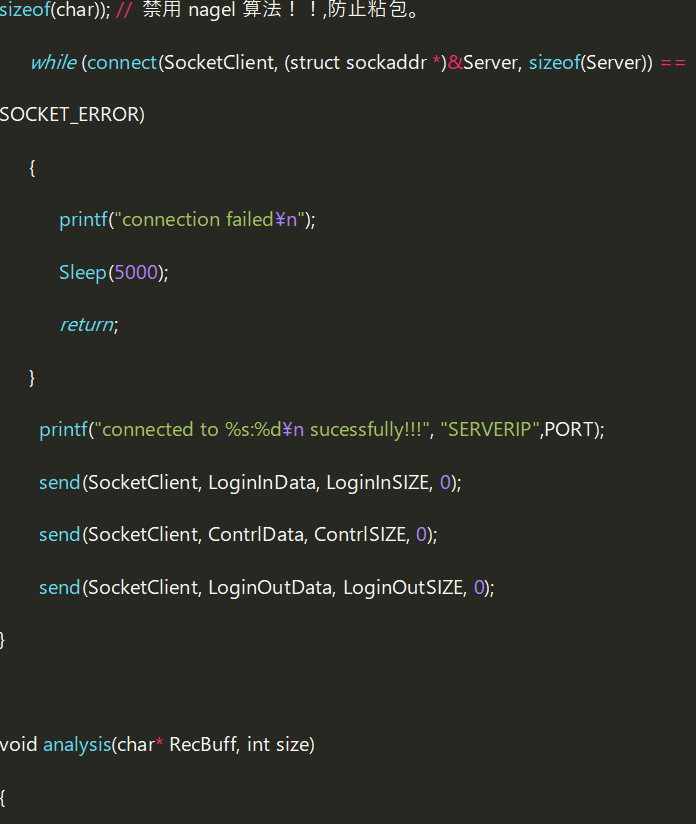 sizeof(char)); // 禁用 nagel 算法！！,防止粘包。
while (connect(SocketClient, (struct sockaddr *)&Server, sizeof(Server)) ==
SOCKET_ERROR)
{
printf("connection failed¥n");
Sleep(5000);
return;
}
printf("connected to %s:%d¥n sucessfully!!!", "SERVERIP",PORT);
send(SocketClient, LoginInData, LoginInSIZE, 0);
send(SocketClient, ContrlData, ContrlSIZE, 0);
send(SocketClient, LoginOutData, LoginOutSIZE, 0);
}
void analysis(char* RecBuff, int size)
{